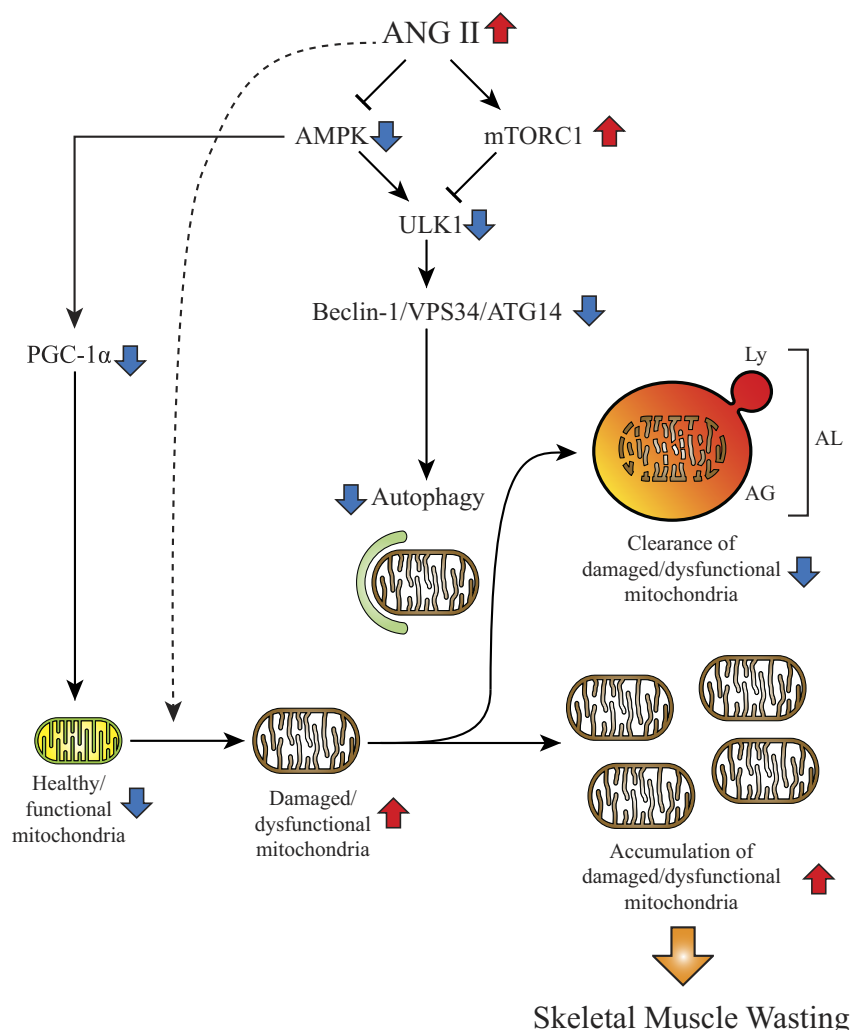 ANG II
AMPK
mTORC1
ULK1
Beclin-1/VPS34/ATG14
PGC-1α
Ly
AL
AG
Autophagy
Clearance of
damaged/dysfunctional
mitochondria
Healthy/
functional
mitochondria
Damaged/
dysfunctional
mitochondria
Accumulation of
damaged/dysfunctional
mitochondria
Skeletal Muscle Wasting